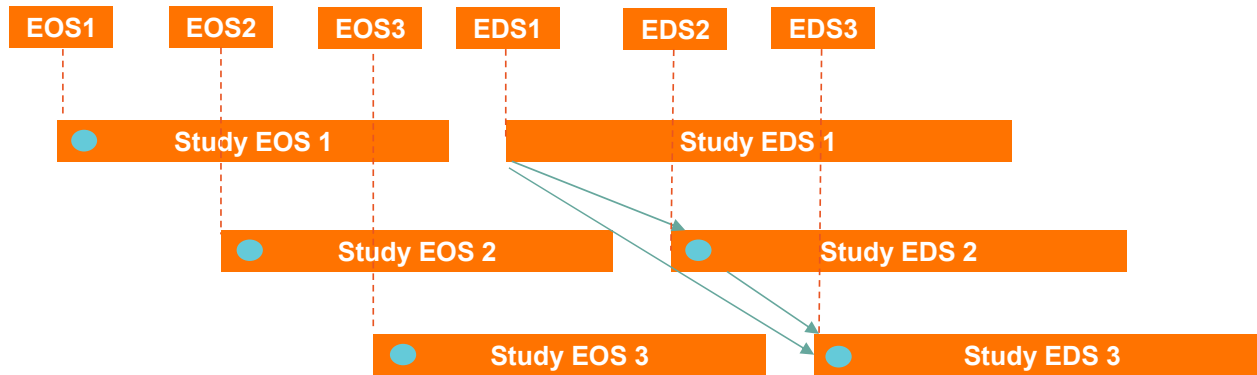 EOS1
EOS2
EOS3
EDS1
EDS2
EDS3
Study EOS 1
Study EDS 1
Study EOS 2
Study EDS 2
Study EOS 3
Study EDS 3